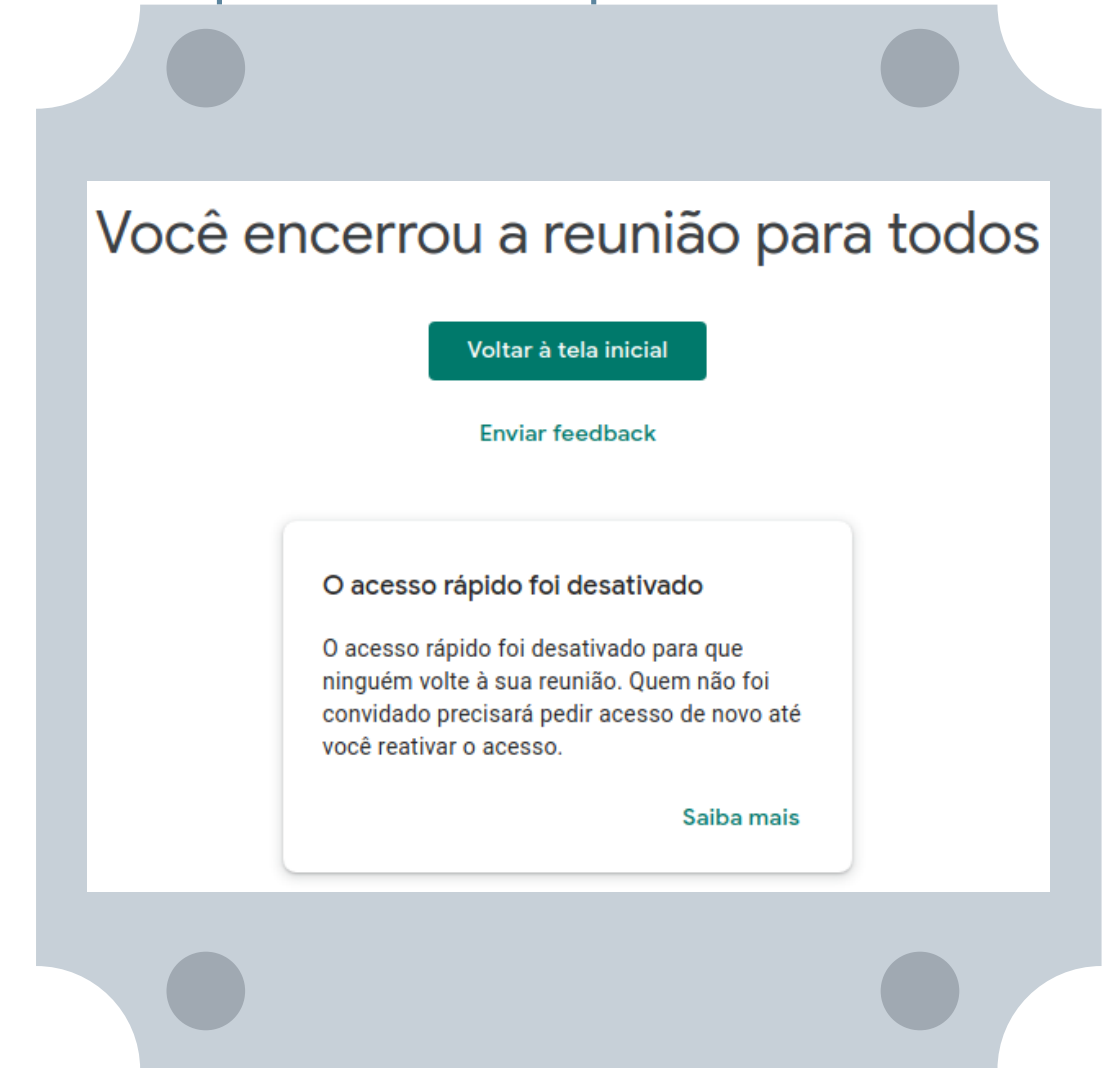 Você encerrou a reunião para todos
Voltar à tela inicial
Enviar feedback
O acesso rápido foi desativado
O acesso rápido foi desativado para que
ninguém volte à sua reunião. Quem não foi
convidado precisará pedir acesso de novo até
você reativar o acesso.
Saiba mais